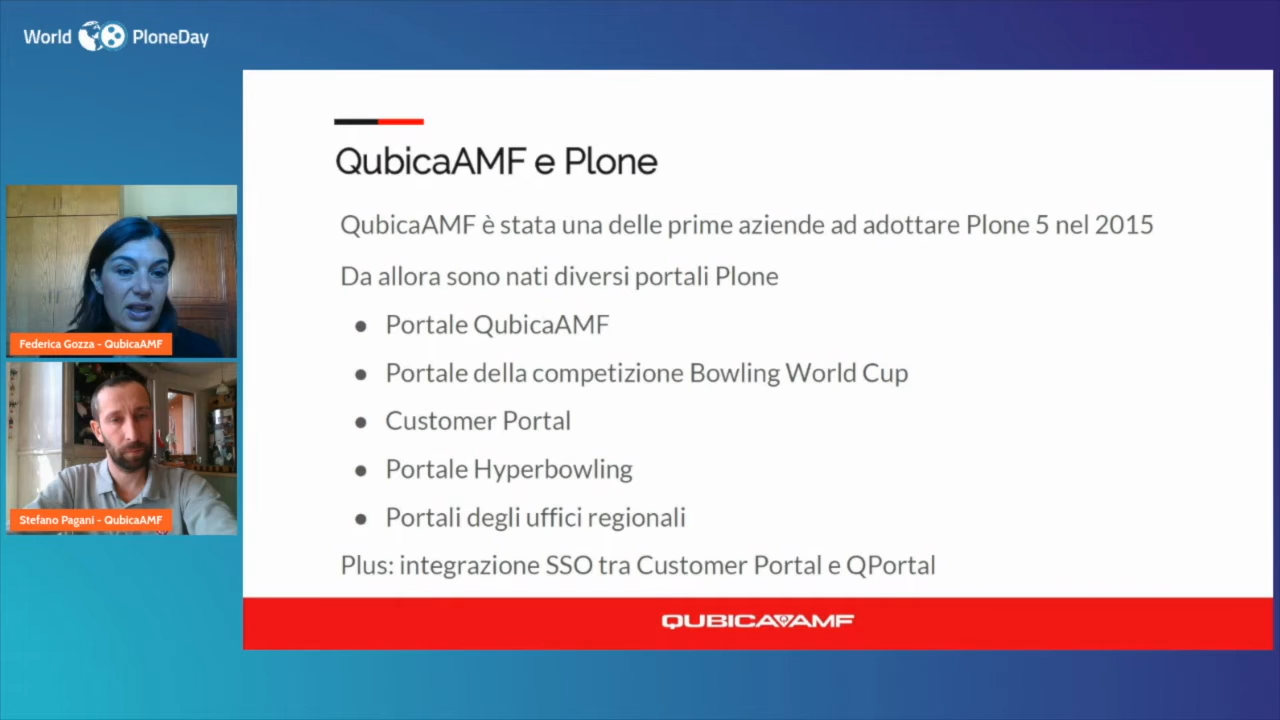 World PloneDay
QubicaAMF e Plone
QubicaAMF è stata una delle prime aziende ad adottare Plone 5 nel 2015
Da allora sono nati diversi portali Plone
● Portale QubicaAMF
● Portale della competizione Bowling World Cup
● Customer Portal
● Portale Hyperbowling
● Portali degli uffici regionali
Plus: integrazione SSO tra Customer Portal e QPortal
QUBICAAMF
Federica Gozza - QubicaAMF
Stefano Pagani - QubicaAMF